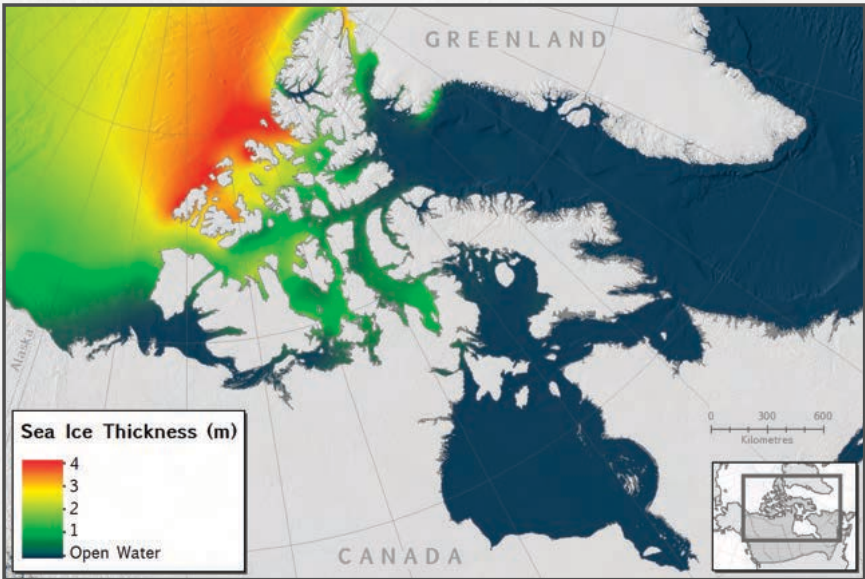 GREENLAND
Alaska
Sea Ice Thickness (m)
4
3
2
1
Open Water
0 300 600
Kilometres
CANADA